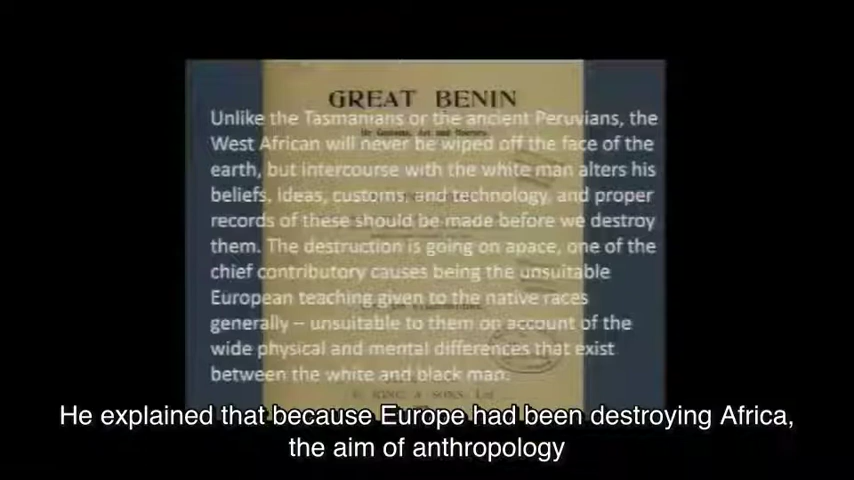 GREAT BENIN
Its Customs, Art and Horrors.
Unlike the Tasmanians or the ancient Peruvians, the
West African will never be wiped off the face of the
earth, but intercourse with the white man alters his
beliefs, ideas, customs, and technology, and proper
records of these should be made before we destroy
them. The destruction is going on apace, one of the
chief contributory causes being the unsuitable
European teaching given to the native races
generally – unsuitable to them on account of the
wide physical and mental differences that exist
between the white and black man.
He explained that because Europe had been destroying Africa,
the aim of anthropology